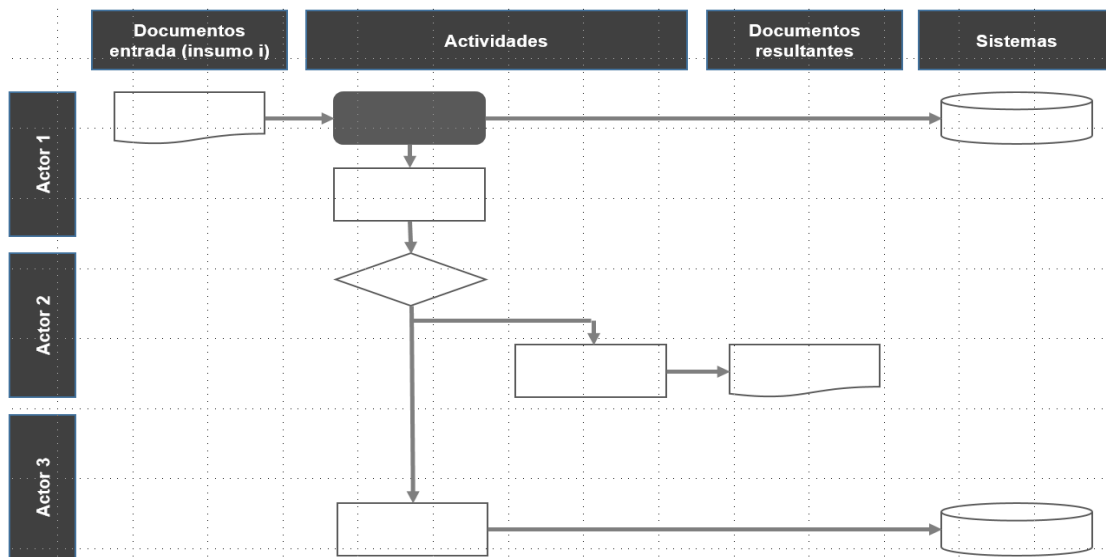 Documentos
entrada (insumo i)
Actividades
Documentos
resultantes
Sistemas
Actor 1
Actor 2
Actor 3